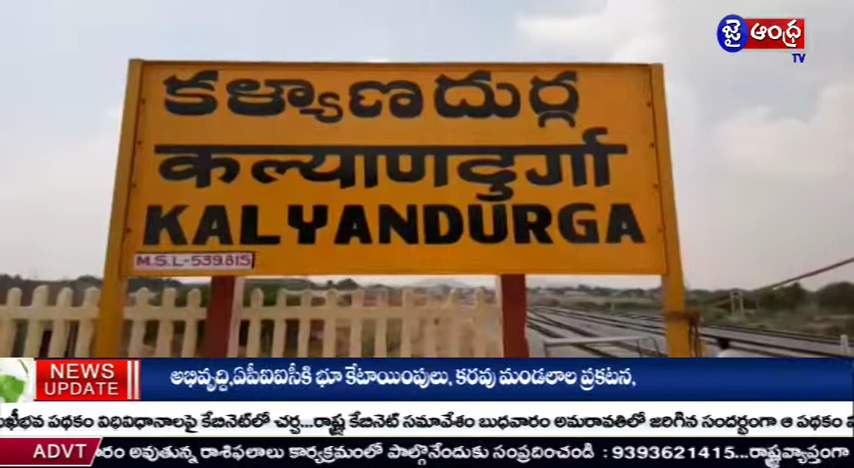 జై ఆంధ్ర
TV
కళ్యాణదుర్గ
कल्याणदुर्गा
KALYANDURGA
M.S.L-539.815
NEWS
UPDATE
అభివృద్ది,ఏపీఐఐసీకి భూ కేటాయింపులు, కరవు మండలాల ప్రకటన,
పథకం విధివిధానాలపై కేబినెట్‌లో చర్చ...రాష్ట్ర కేబినెట్ సమావేశం బుధవారం అమరావతిలో జరిగిన సందర్భంగా ఆ పథకం
ADVT
అవుతున్న రాశిఫలాలు కార్యక్రమంలో పాల్గొనేందుకు సంప్రదించండి : 9393621415...రాష్ట్రవ్యాప్తంగా